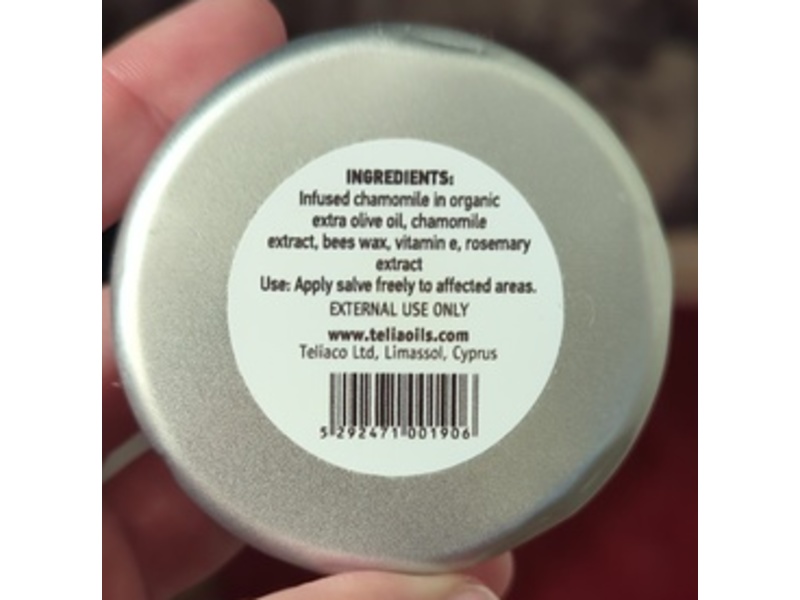 INGREDIENTS:
Infused chamomile in organic
extra olive oil, chamomile
extract, bees wax, vitamin e, rosemary
extract
Use: Apply salve freely to affected areas.
EXTERNAL USE ONLY
www.teliaoils.com
Teliaco Ltd, Limassol, Cyprus
5 292471 001906